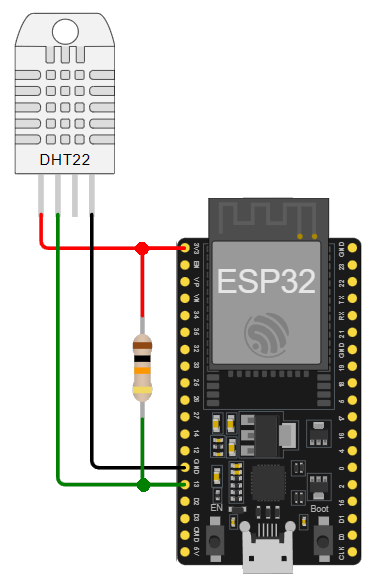 DHT22
ESP32
3V3
EN
VP
VN
34
35
32
33
25
26
27
14
12
GND
13
D2
D3
CMD
5V
GND
23
22
TX
RX
21
GND
19
18
5
17
16
4
0
2
15
D1
D0
CLK
EN
Boot